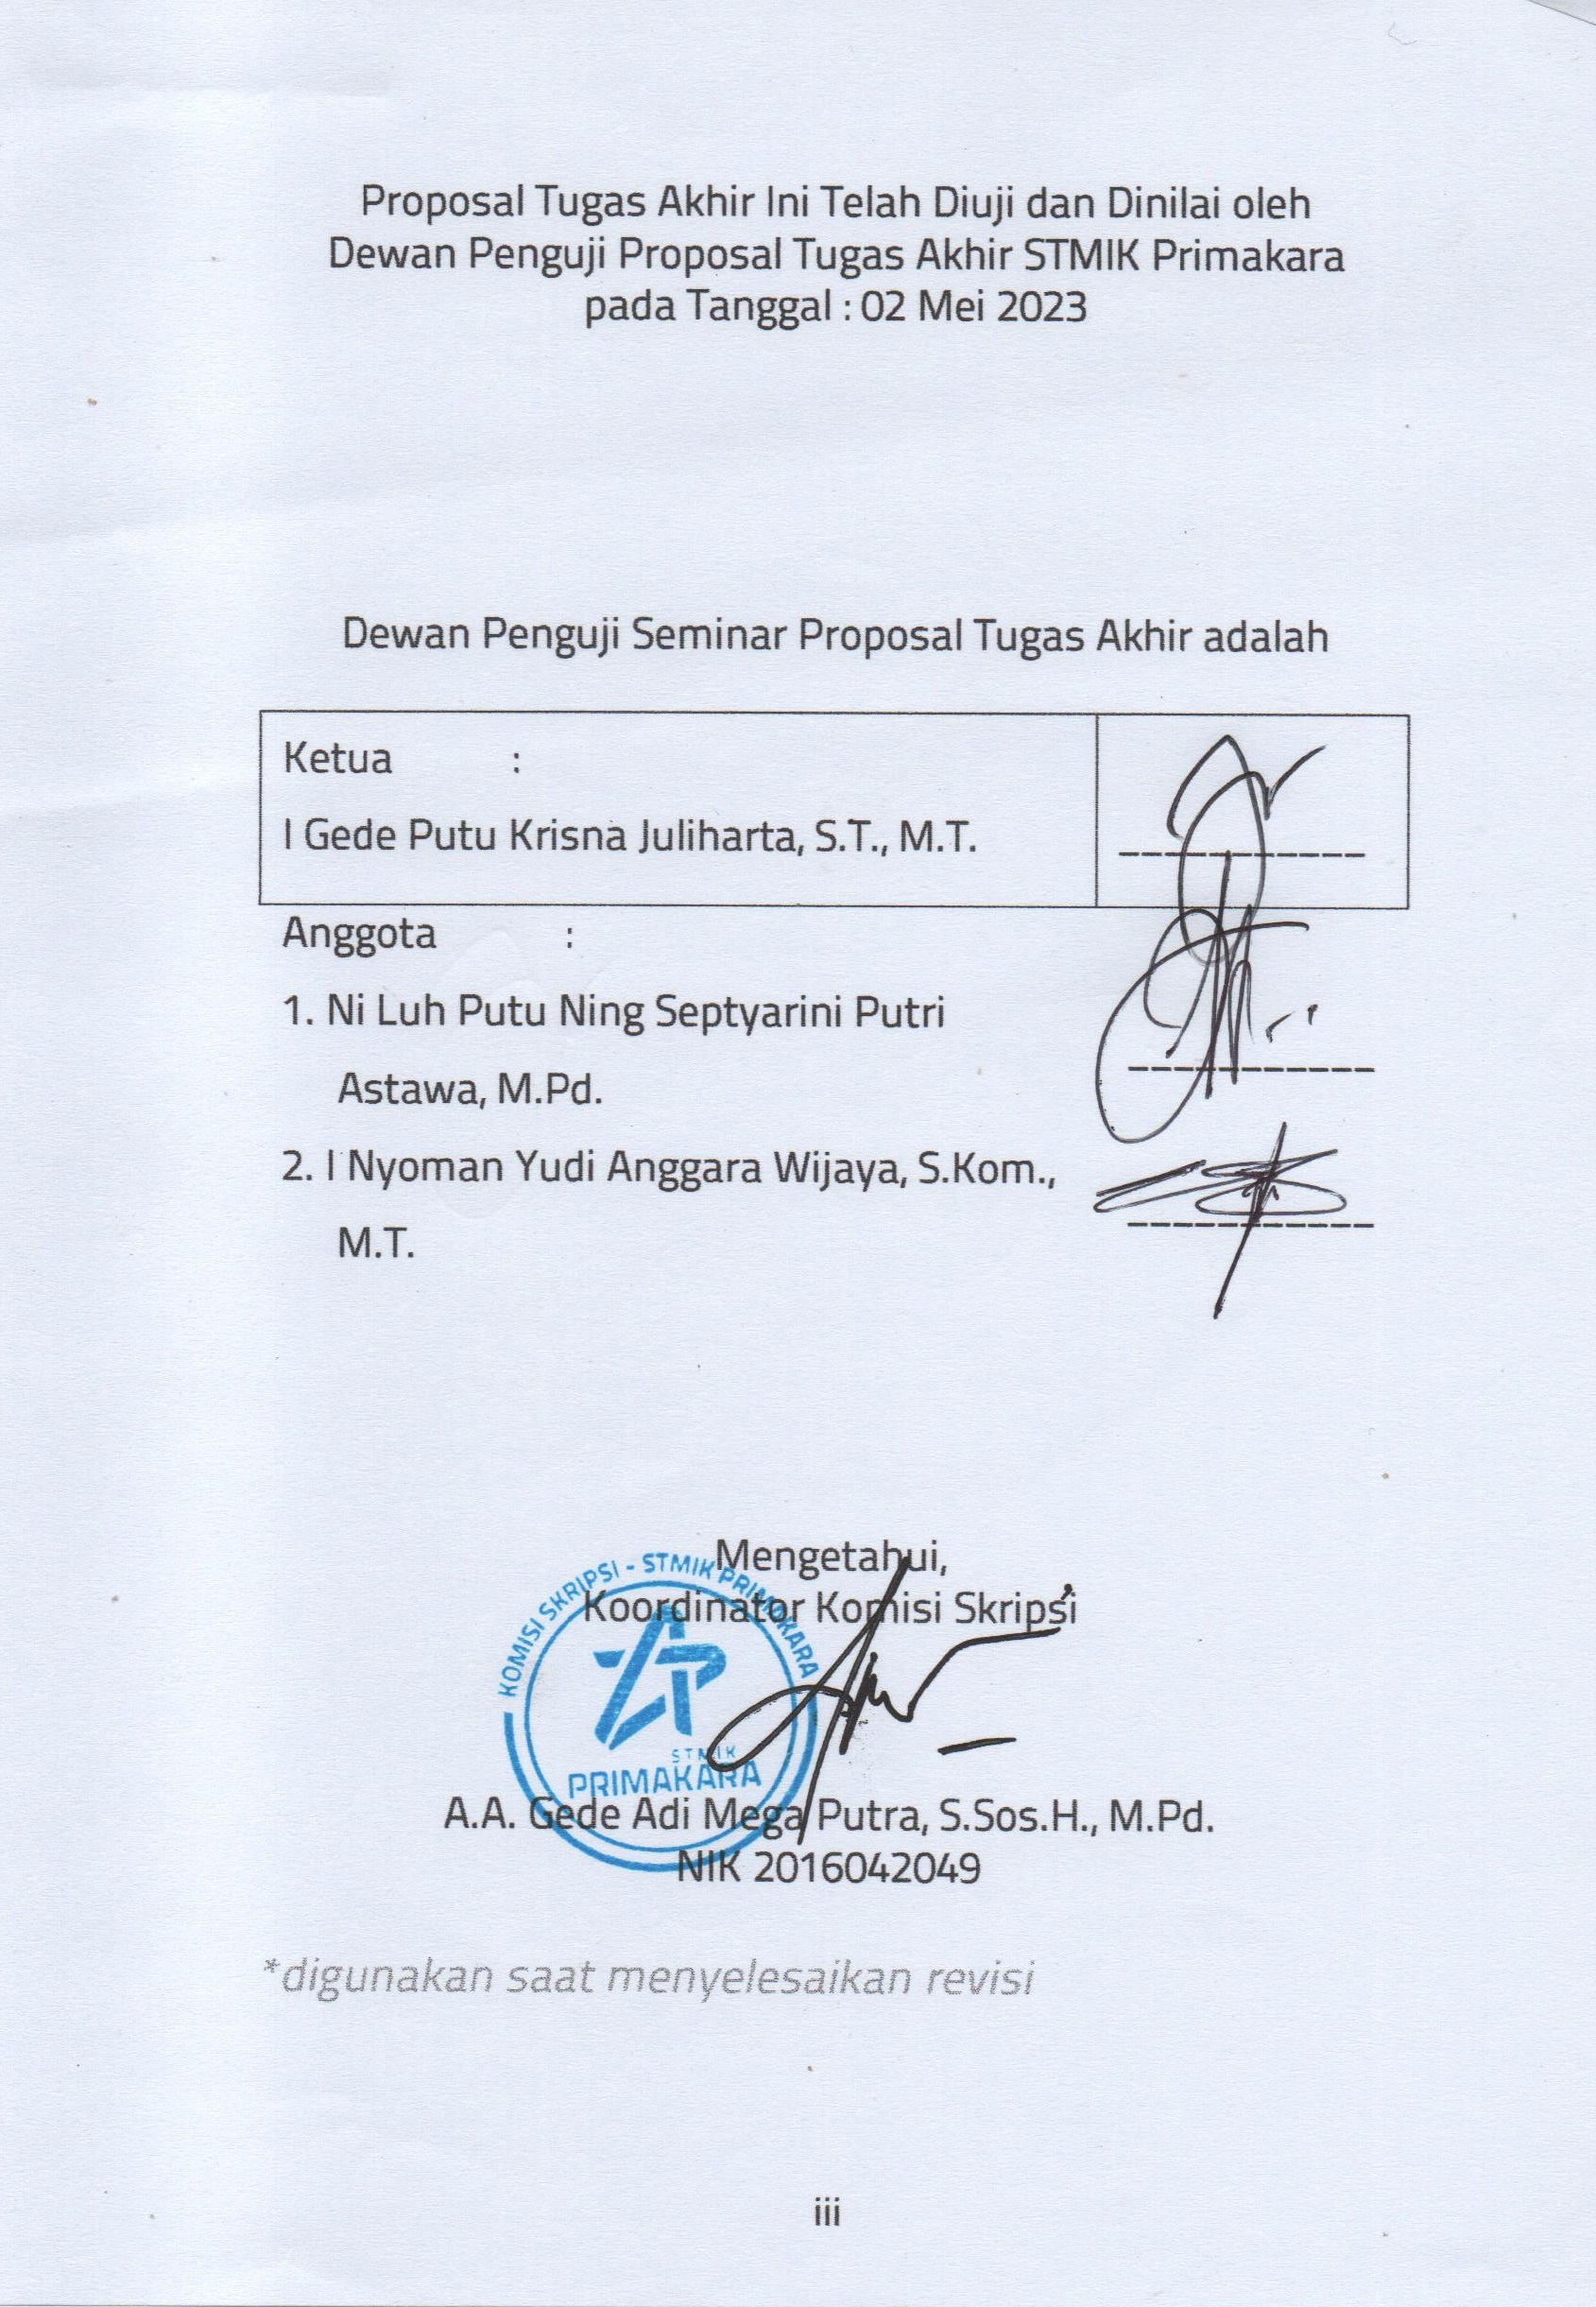 Proposal Tugas Akhir Ini Telah Diuji dan Dinilai oleh
Dewan Penguji Proposal Tugas Akhir STMIK Primakara
pada Tanggal : 02 Mei 2023
Dewan Penguji Seminar Proposal Tugas Akhir adalah
Ketua :
I Gede Putu Krisna Juliharta, S.T., M.T.
-----------
Anggota :
1. Ni Luh Putu Ning Septyarini Putri
-----------
Astawa, M.Pd.
2. I Nyoman Yudi Anggara Wijaya, S.Kom.,
-----------
M.T.
Mengetahui,
Koordinator Komisi Skripsi
KOMISI SKRIPSI - STMIK PRIMAKARA
STMIK
PRIMAKARA
A.A. Gede Adi Mega Putra, S.Sos.H., M.Pd.
NIK 2016042049
*digunakan saat menyelesaikan revisi
iii